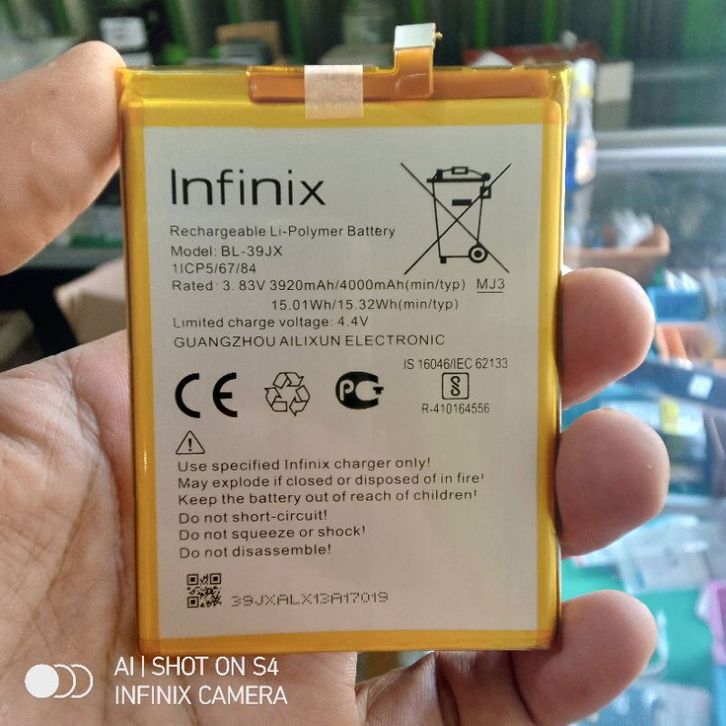 Infinix
Rechargeable Li-Polymer Battery
Model: BL-39JX
1ICP5/67/84
Rated: 3.83V 3920mAh/4000mAh(min/typ) MJ3
15.01Wh/15.32Wh(min/typ)
Limited charge voltage: 4.4V
GUANGZHOU AILIXUN ELECTRONIC
IS 16046/IEC 62133
CE PG S
R-410164556
Use specified Infinix charger only!
May explode if closed or disposed of in fire!
Keep the battery out of reach of children!
Do not short-circuit!
Do not squeeze or shock!
Do not disassemble!
39JXALX13A17019
AI | SHOT ON S4
INFINIX CAMERA